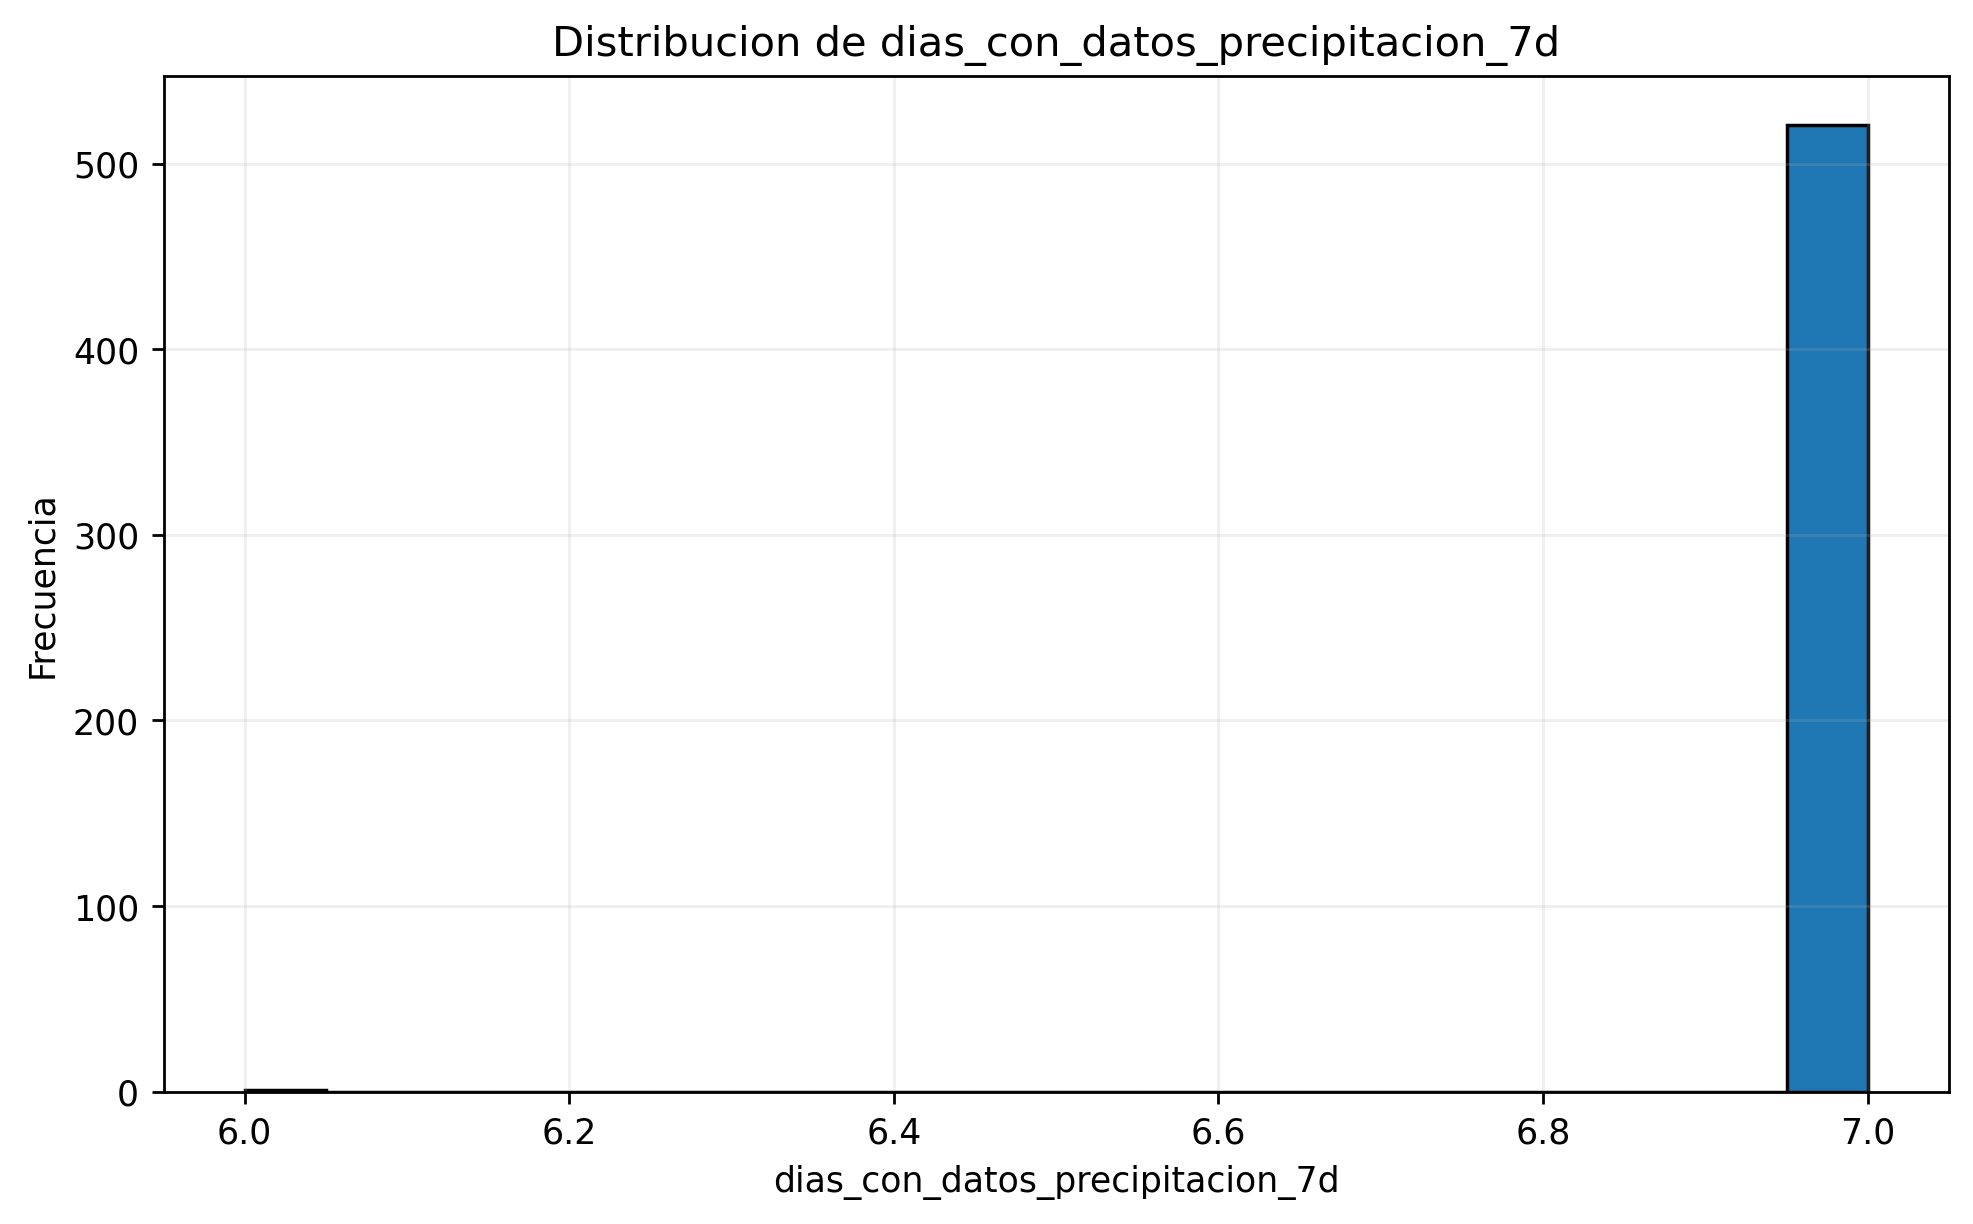 Distribucion de dias_con_datos_precipitacion_7d
Frecuencia
500
400
300
200
100
0
6.0 6.2 6.4 6.6 6.8 7.0
dias_con_datos_precipitacion_7d